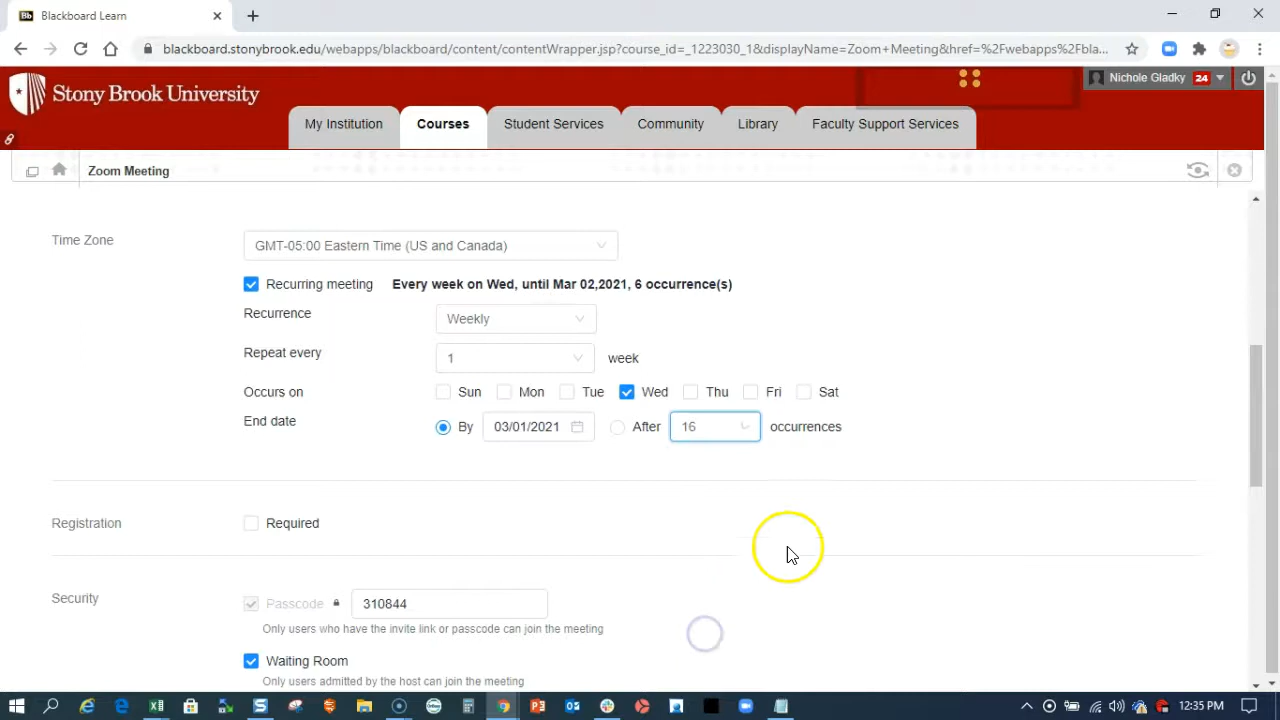 Blackboard Learn
blackboard.stonybrook.edu/webapps/blackboard/content/contentWrapper.jsp?course_id=_1223030_1&displayName=Zoom+Meeting&href=%2Fwebapps%2Fbla...
Stony Brook University
Nichole Gladky 24
My Institution Courses Student Services Community Library Faculty Support Services
Zoom Meeting
Time Zone GMT-05:00 Eastern Time (US and Canada)
Recurring meeting Every week on Wed, until Mar 02,2021, 6 occurrence(s)
Recurrence Weekly
Repeat every 1 week
Occurs on Sun Mon Tue Wed Thu Fri Sat
End date By 03/01/2021 After 16 occurrences
Registration Required
Security Passcode 310844
Only users who have the invite link or passcode can join the meeting
Waiting Room
Only users admitted by the host can join the meeting
12:35 PM